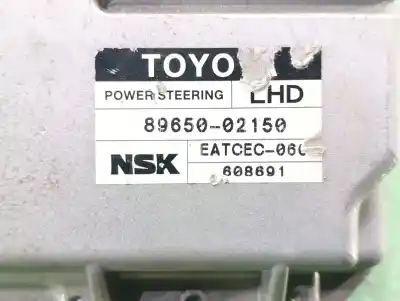 TOYO
POWER STEERING LHD
89650-02150
NSK EATCEC-060
608691